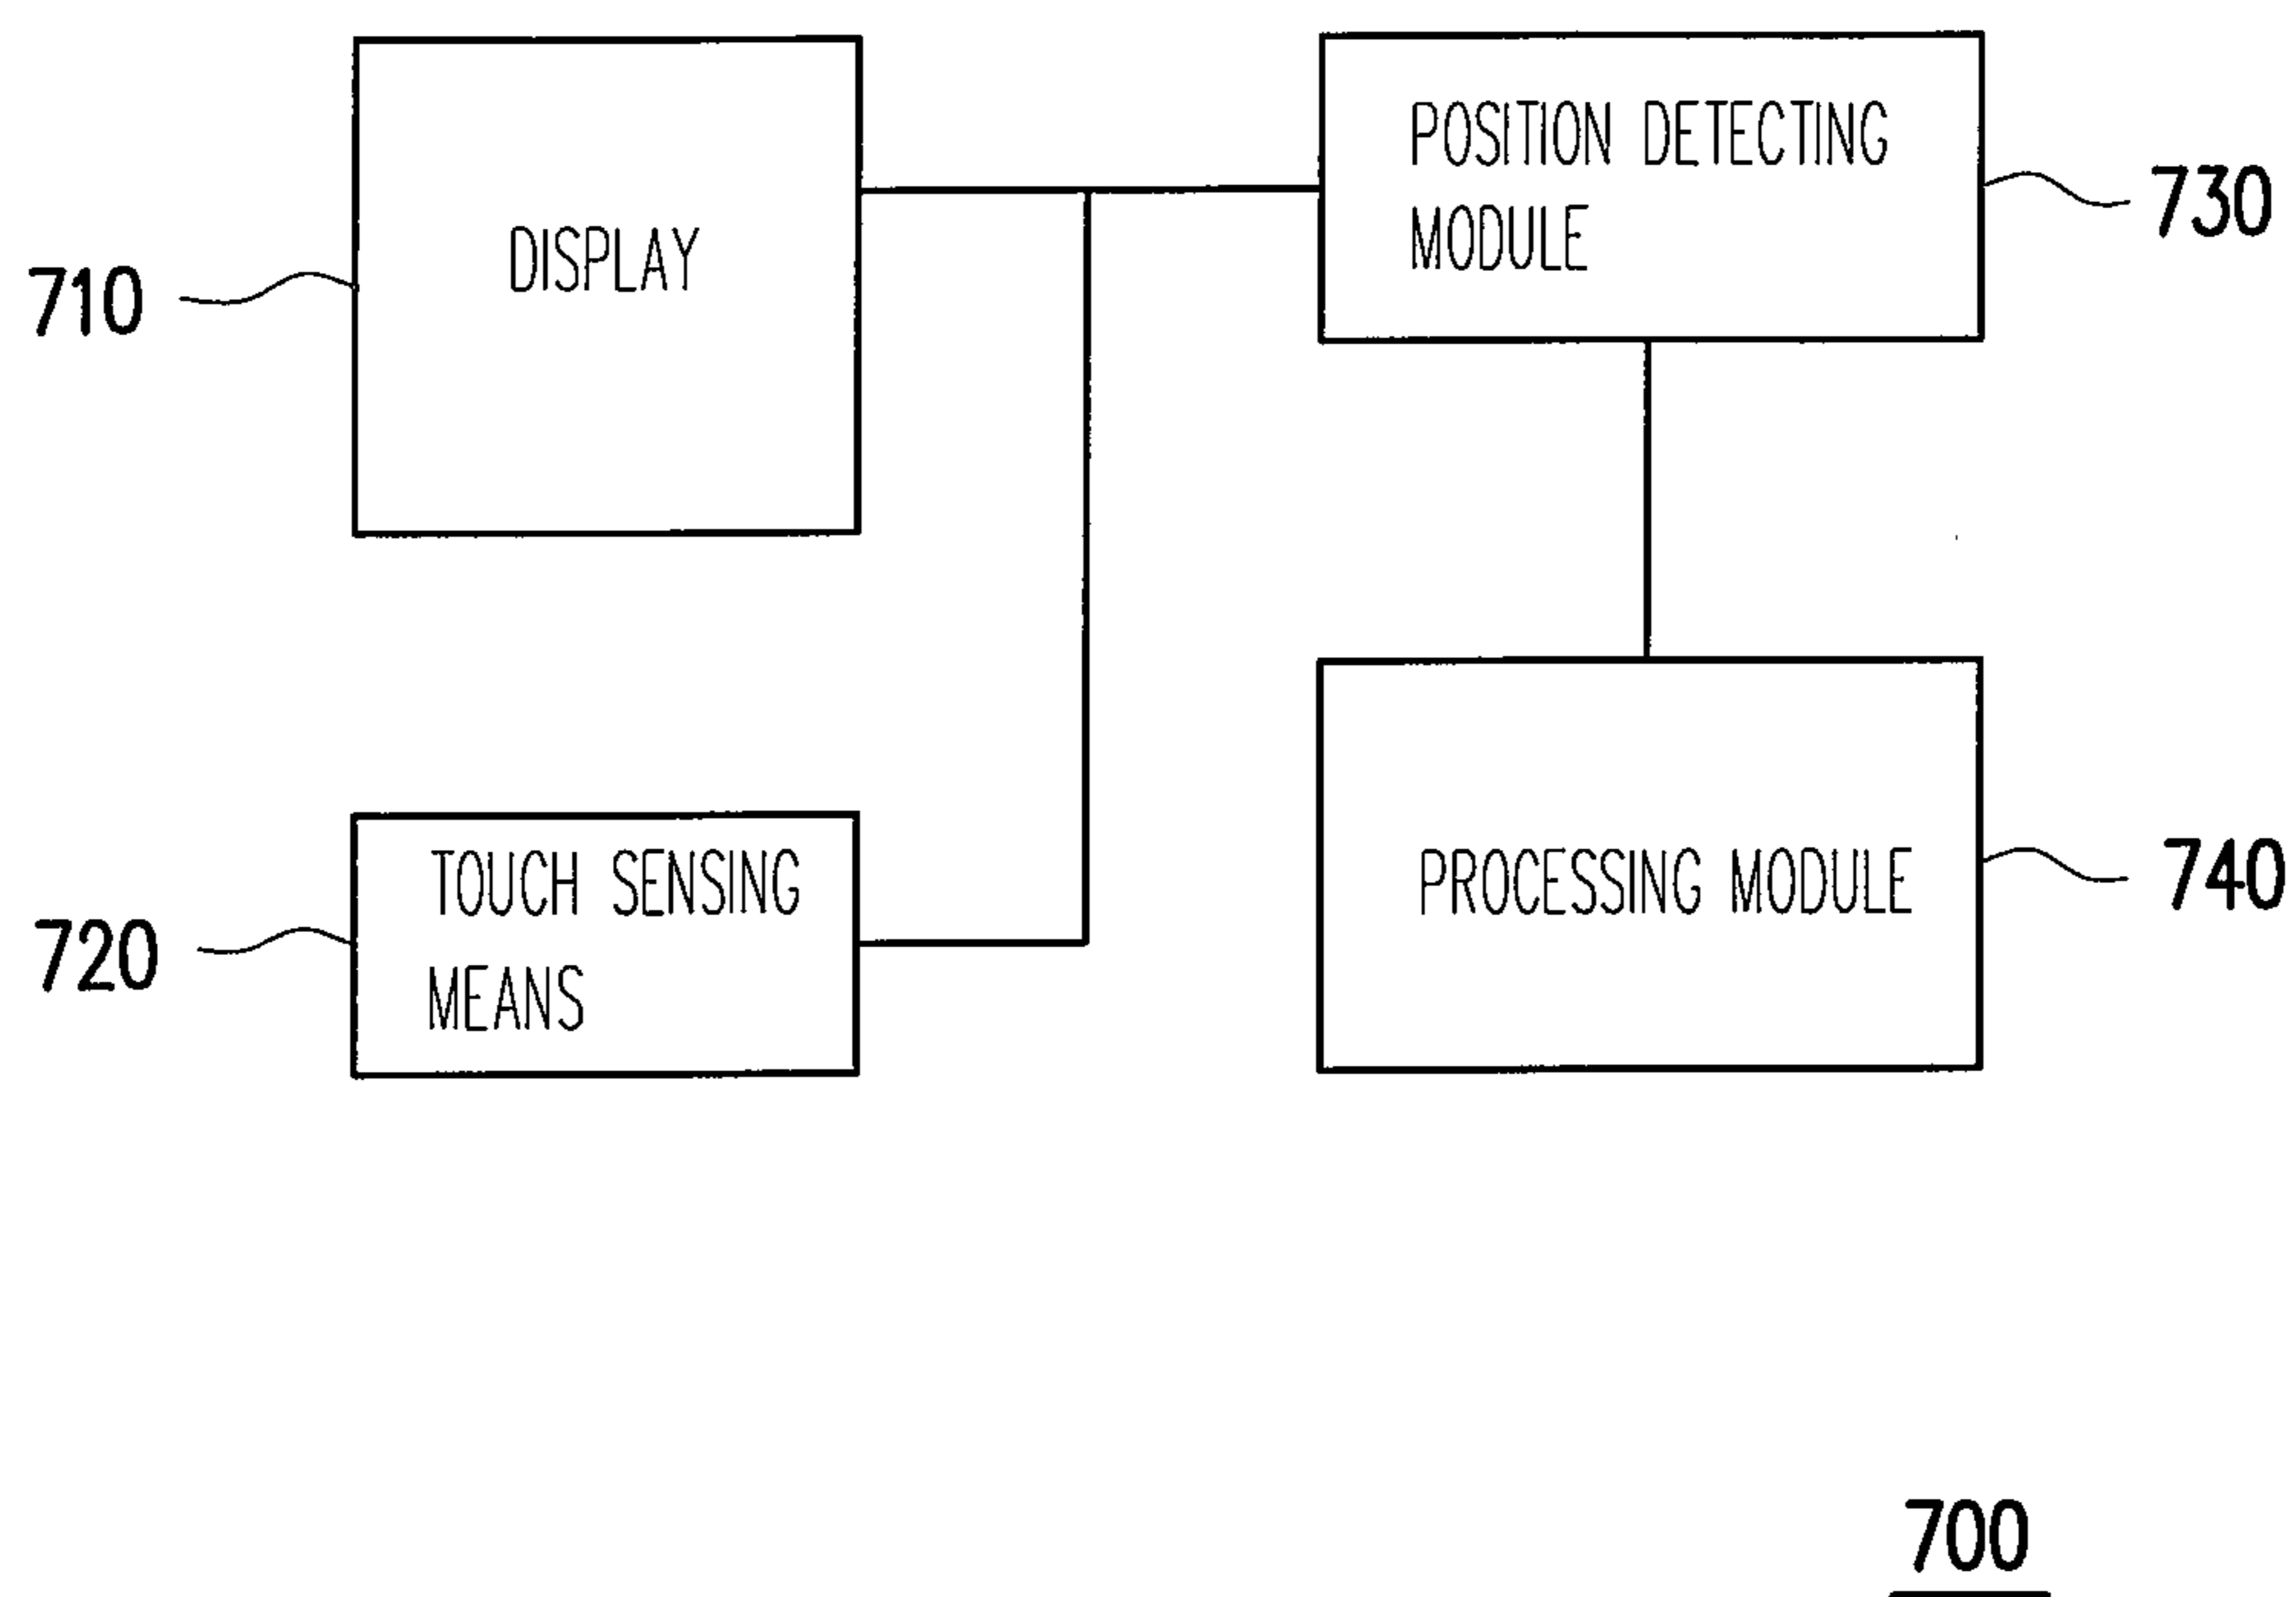 DISPLAY
710
POSITION DETECTING
MODULE
730
TOUCH SENSING
MEANS
720
PROCESSING MODULE
740
700